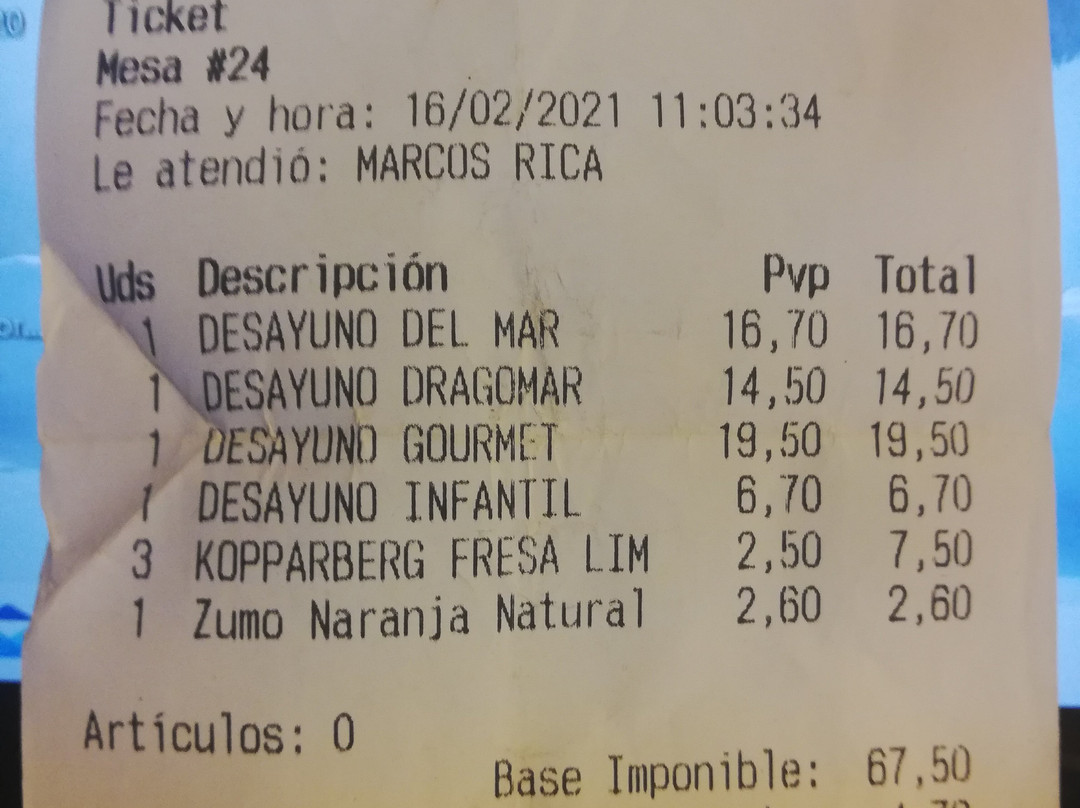 Ticket
Mesa #24
Fecha y hora: 16/02/2021 11:03:34
Le atendió: MARCOS RICA
Uds Descripción Pvp Total
1 DESAYUNO DEL MAR 16,70 16,70
1 DESAYUNO DRAGOMAR 14,50 14,50
1 DESAYUNO GOURMET 19,50 19,50
1 DESAYUNO INFANTIL 6,70 6,70
3 KOPPARBERG FRESA LIM 2,50 7,50
1 Zumo Naranja Natural 2,60 2,60
Artículos: 0
Base Imponible: 67,50